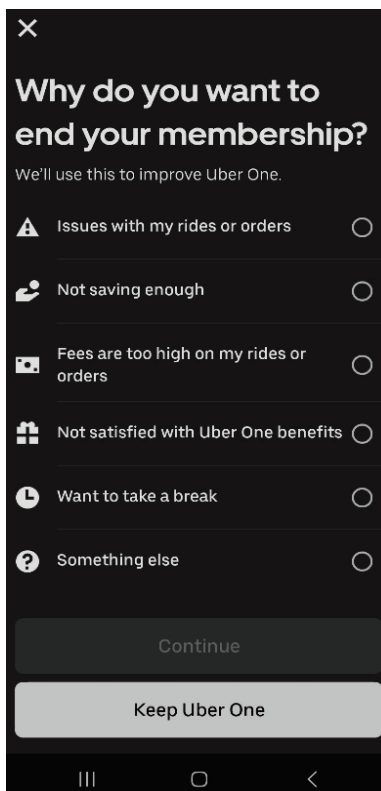 Why do you want to
end your membership?
We'll use this to improve Uber One.
Issues with my rides or orders
Not saving enough
Fees are too high on my rides or
orders
Not satisfied with Uber One benefits
Want to take a break
Something else
Continue
Keep Uber One